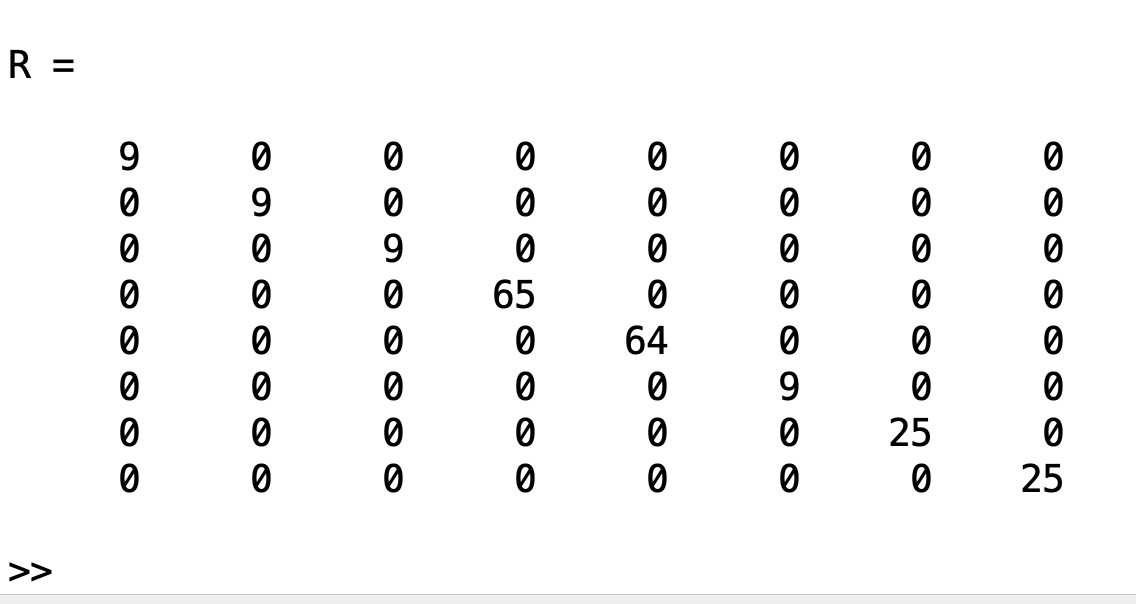 R =
9 0 0 0 0 0 0 0
0 9 0 0 0 0 0 0
0 0 9 0 0 0 0 0
0 0 0 65 0 0 0 0
0 0 0 0 64 0 0 0
0 0 0 0 0 9 0 0
0 0 0 0 0 0 25 0
0 0 0 0 0 0 0 25
>>